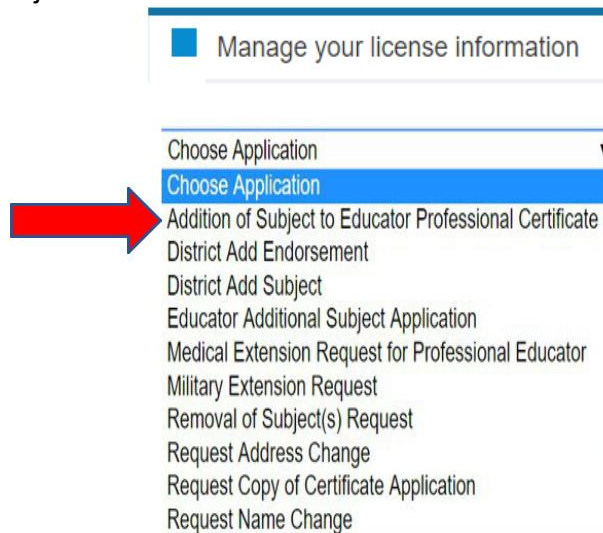 Manage your license information
Choose Application
Choose Application
Addition of Subject to Educator Professional Certificate
District Add Endorsement
District Add Subject
Educator Additional Subject Application
Medical Extension Request for Professional Educator
Military Extension Request
Removal of Subject(s) Request
Request Address Change
Request Copy of Certificate Application
Request Name Change